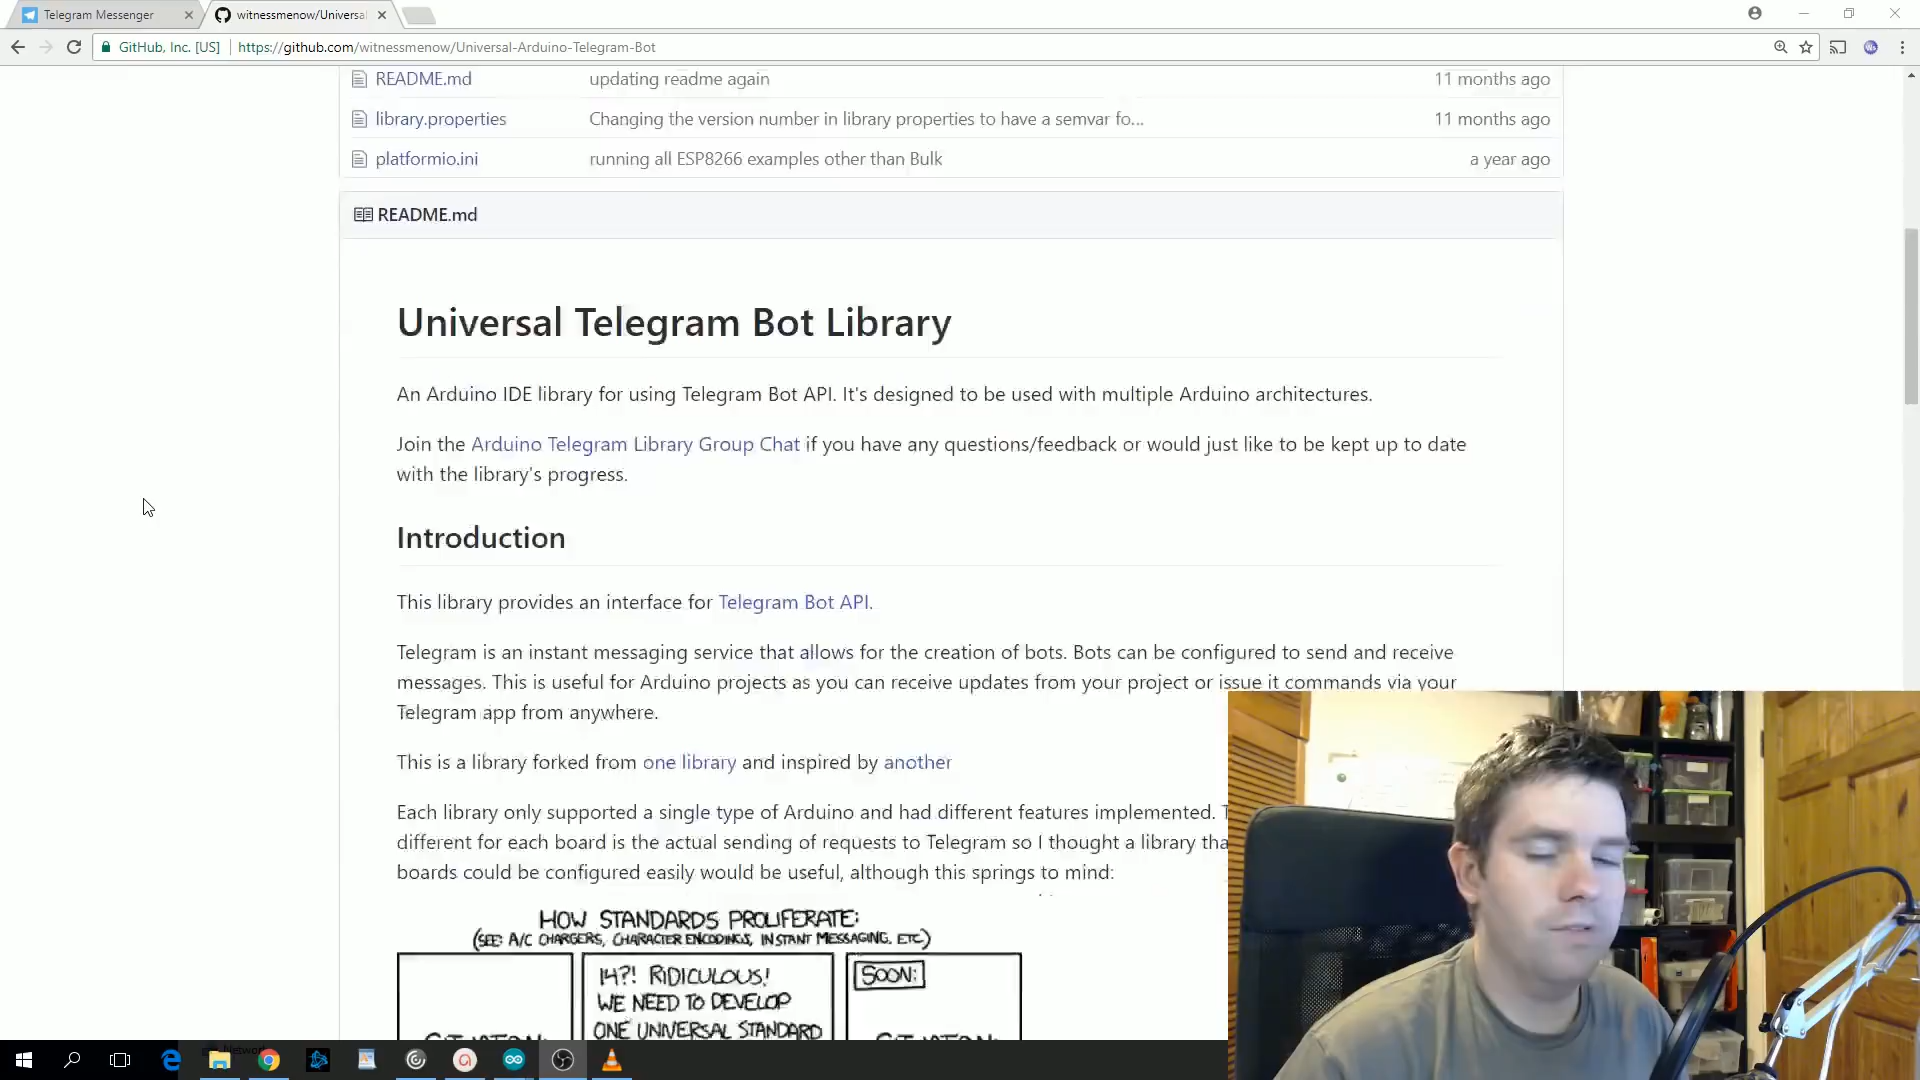 Telegram Messenger
witnessmenow/Universal
GitHub, Inc. [US]
https://github.com/witnessmenow/Universal-Arduino-Telegram-Bot
README.md
updating readme again
11 months ago
library.properties
Changing the version number in library properties to have a semvar fo...
11 months ago
platformio.ini
running all ESP8266 examples other than Bulk
a year ago
README.md
Universal Telegram Bot Library
An Arduino IDE library for using Telegram Bot API. It's designed to be used with multiple Arduino architectures.
Join the Arduino Telegram Library Group Chat if you have any questions/feedback or would just like to be kept up to date
with the library's progress.
Introduction
This library provides an interface for Telegram Bot API.
Telegram is an instant messaging service that allows for the creation of bots. Bots can be configured to send and receive
messages. This is useful for Arduino projects as you can receive updates from your project or issue it commands via your
Telegram app from anywhere.
This is a library forked from one library and inspired by another
Each library only supported a single type of Arduino and had different features implemented.
different for each board is the actual sending of requests to Telegram so I thought a library
boards could be configured easily would be useful, although this springs to mind:
HOW STANDARDS PROLIFERATE:
(SEE: A/C CHARGERS, CHARACTER ENCODINGS, INSTANT MESSAGING, ETC)
14?! RIDICULOUS!
WE NEED TO DEVELOP
ONE UNIVERSAL STANDARD
SOON: